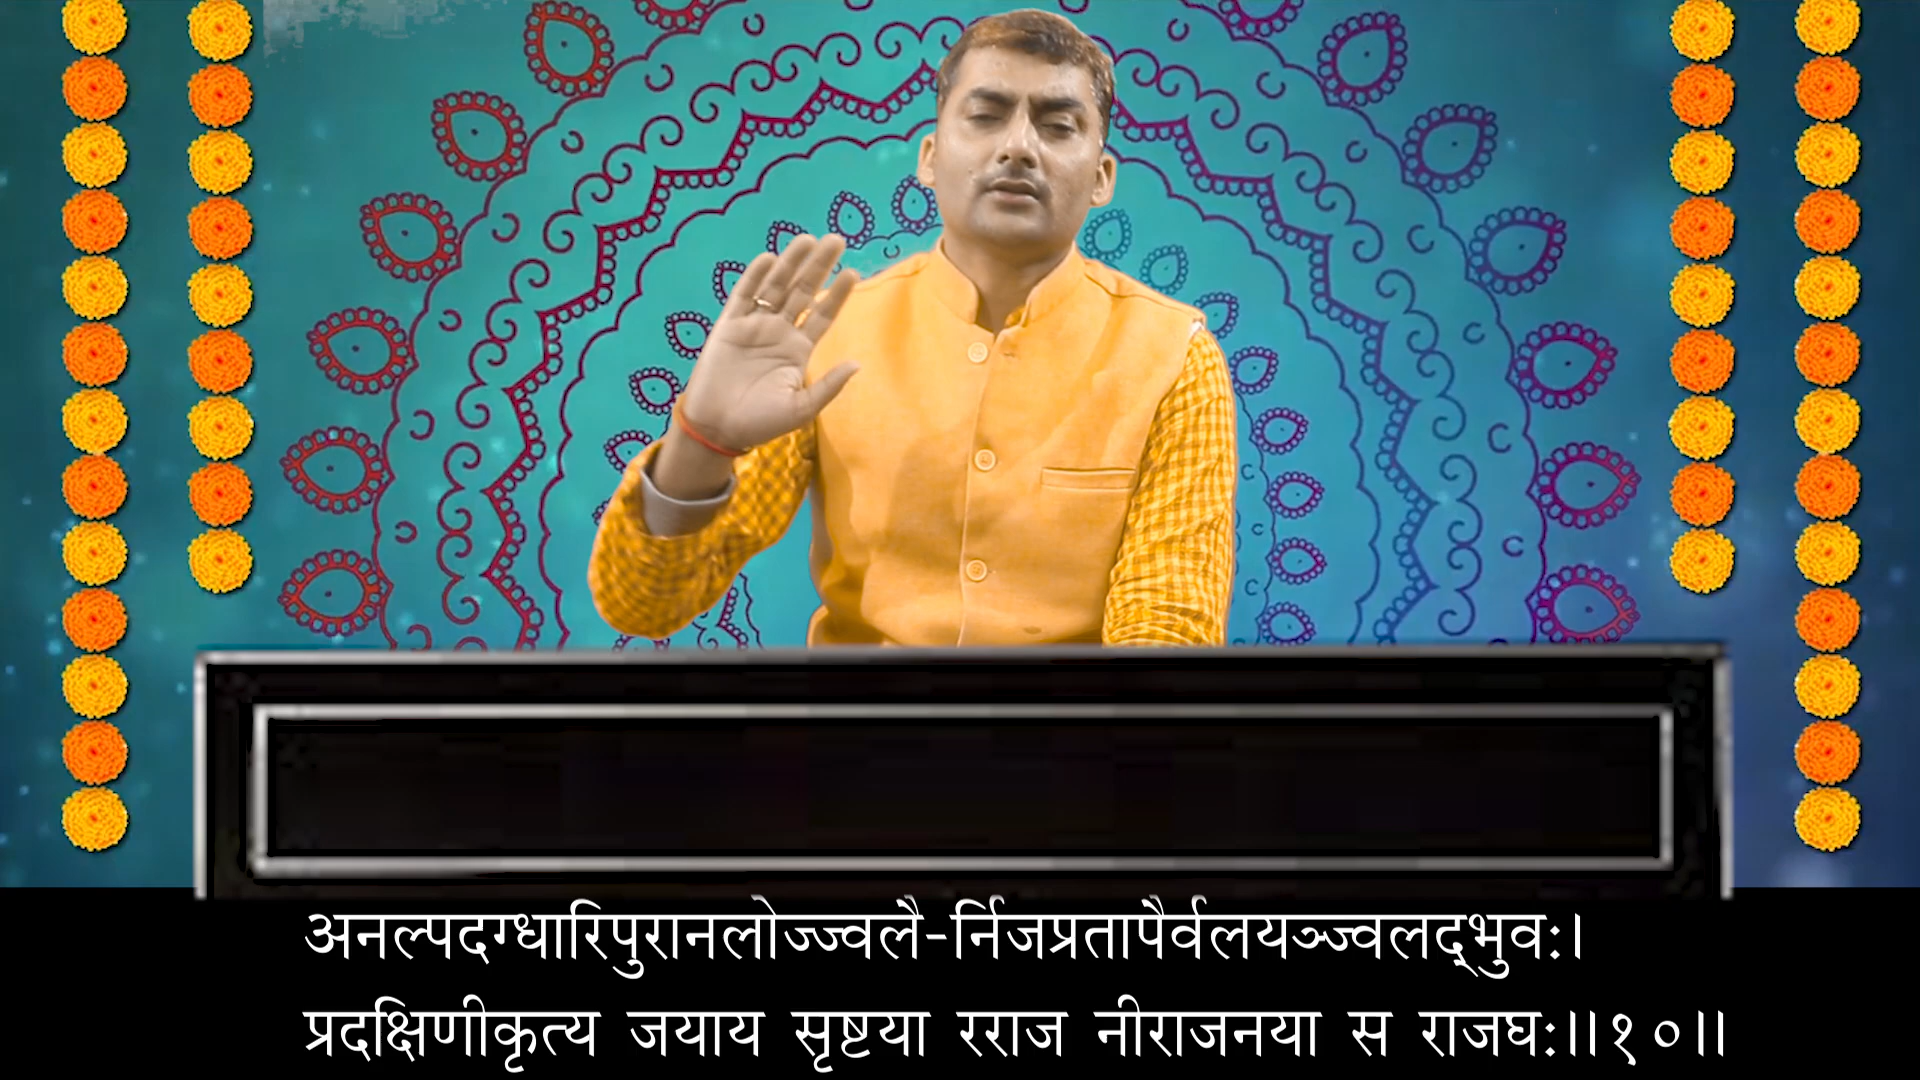 अनल्पदग्धारिपुरानलोज्ज्वलै-र्निजप्रतापैर्वलयञ्ज्वलद्भुवः।
प्रदक्षिणीकृत्य जयाय सृष्टया रराज नीराजनया स राजघः॥१०॥